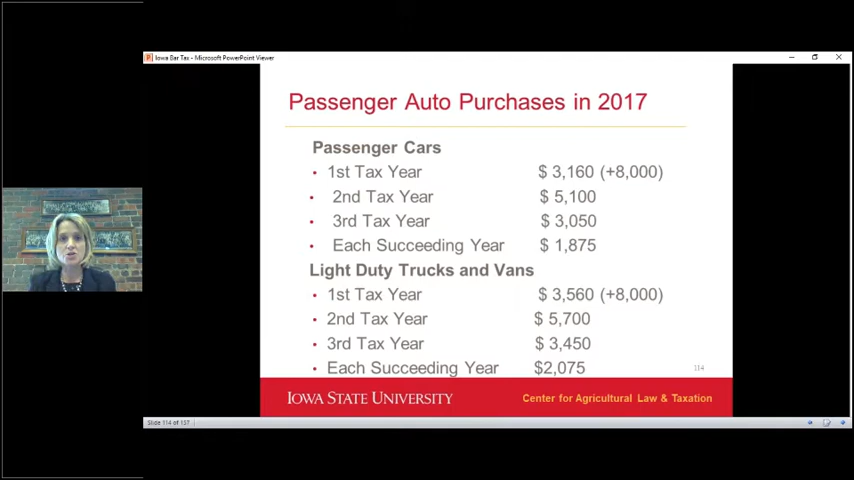 Iowa Bar Tax - Microsoft PowerPoint Viewer
Passenger Auto Purchases in 2017
Passenger Cars
• 1st Tax Year $ 3,160 (+8,000)
• 2nd Tax Year $ 5,100
• 3rd Tax Year $ 3,050
• Each Succeeding Year $ 1,875
Light Duty Trucks and Vans
• 1st Tax Year $ 3,560 (+8,000)
• 2nd Tax Year $ 5,700
• 3rd Tax Year $ 3,450
• Each Succeeding Year $2,075
114
IOWA STATE UNIVERSITY Center for Agricultural Law & Taxation
Slide 114 of 157